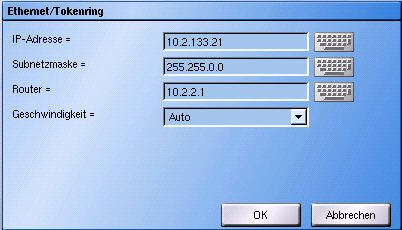 Ethernet/Tokenring
IP-Adresse = 10.2.133.21
Subnetzmaske = 255.255.0.0
Router = 10.2.2.1
Geschwindigkeit = Auto
OK Abbrechen